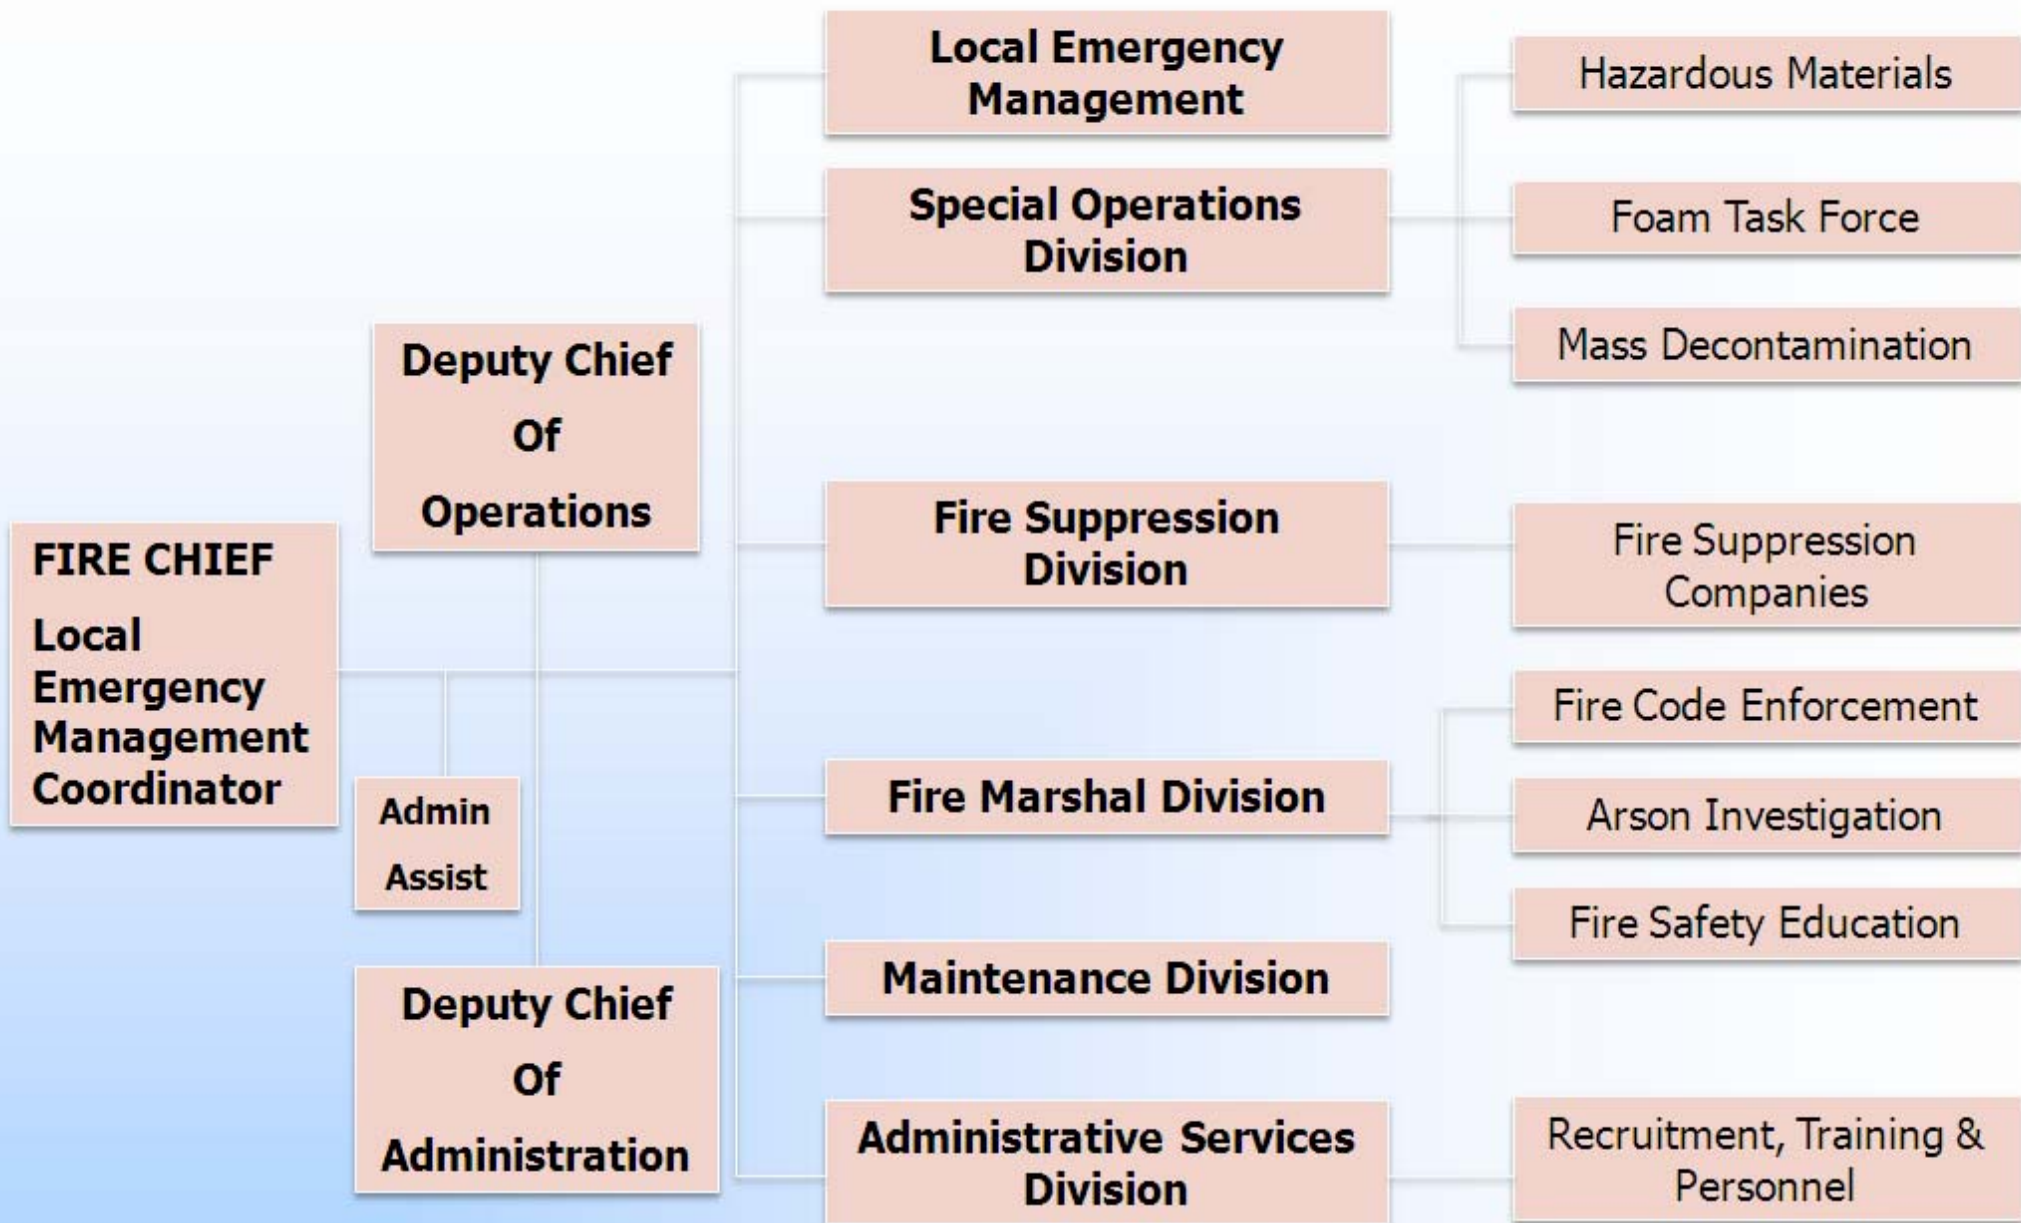 FIRE CHIEF
Local
Emergency
Management
Coordinator
Deputy Chief
Of
Operations
Admin
Assist
Deputy Chief
Of
Administration
Local Emergency
Management
Special Operations
Division
Hazardous Materials
Foam Task Force
Mass Decontamination
Fire Suppression
Division
Fire Suppression
Companies
Fire Marshal Division
Fire Code Enforcement
Arson Investigation
Fire Safety Education
Maintenance Division
Administrative Services
Division
Recruitment, Training &
Personnel